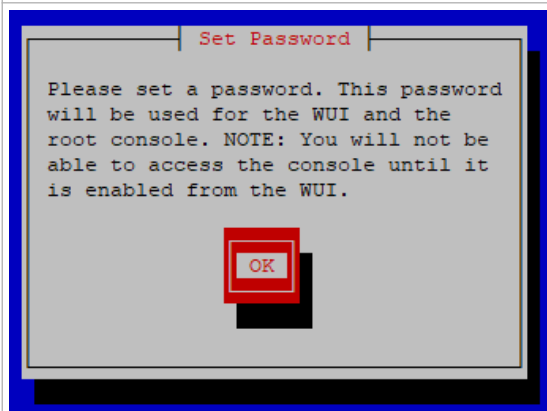 Set Password
Please set a password. This password
will be used for the WUI and the
root console. NOTE: You will not be
able to access the console until it
is enabled from the WUI.
OK